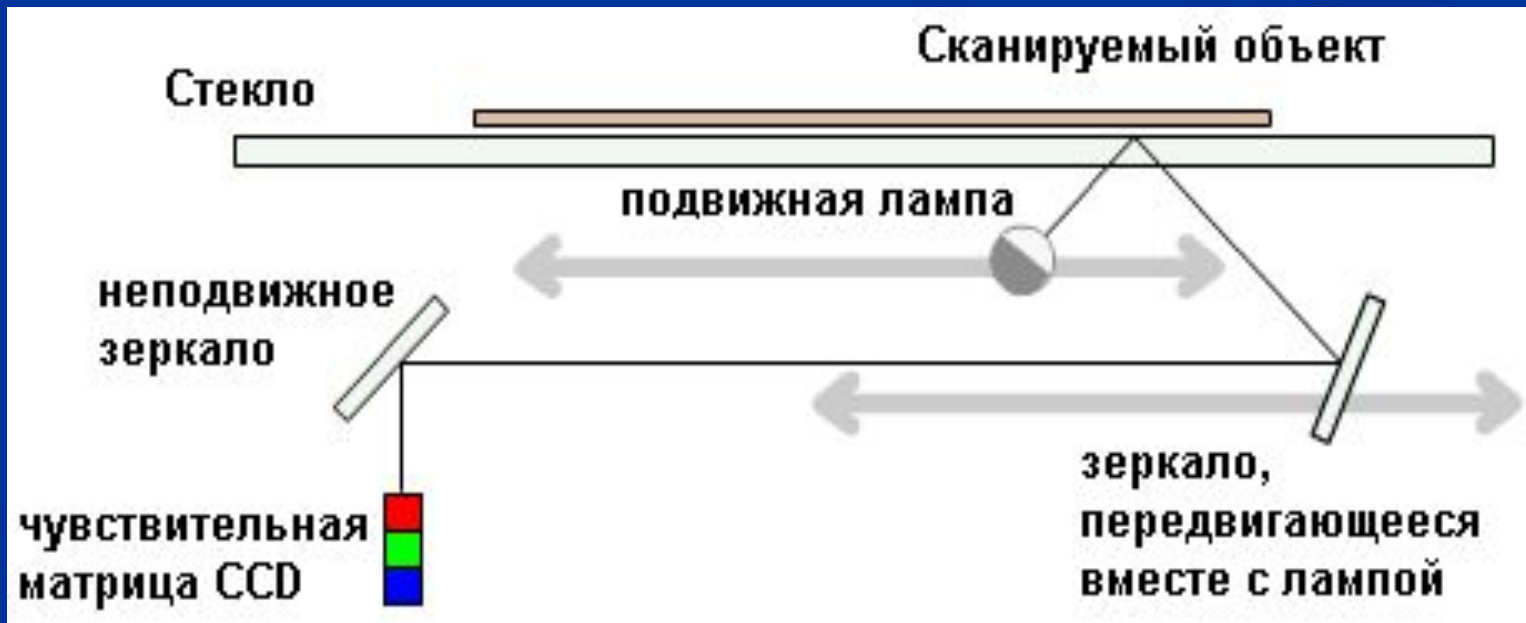 Сканируемый объект
Стекло
подвижная лампа
неподвижное
зеркало
зеркало,
передвигающееся
вместе с лампой
чувствительная
матрица CCD